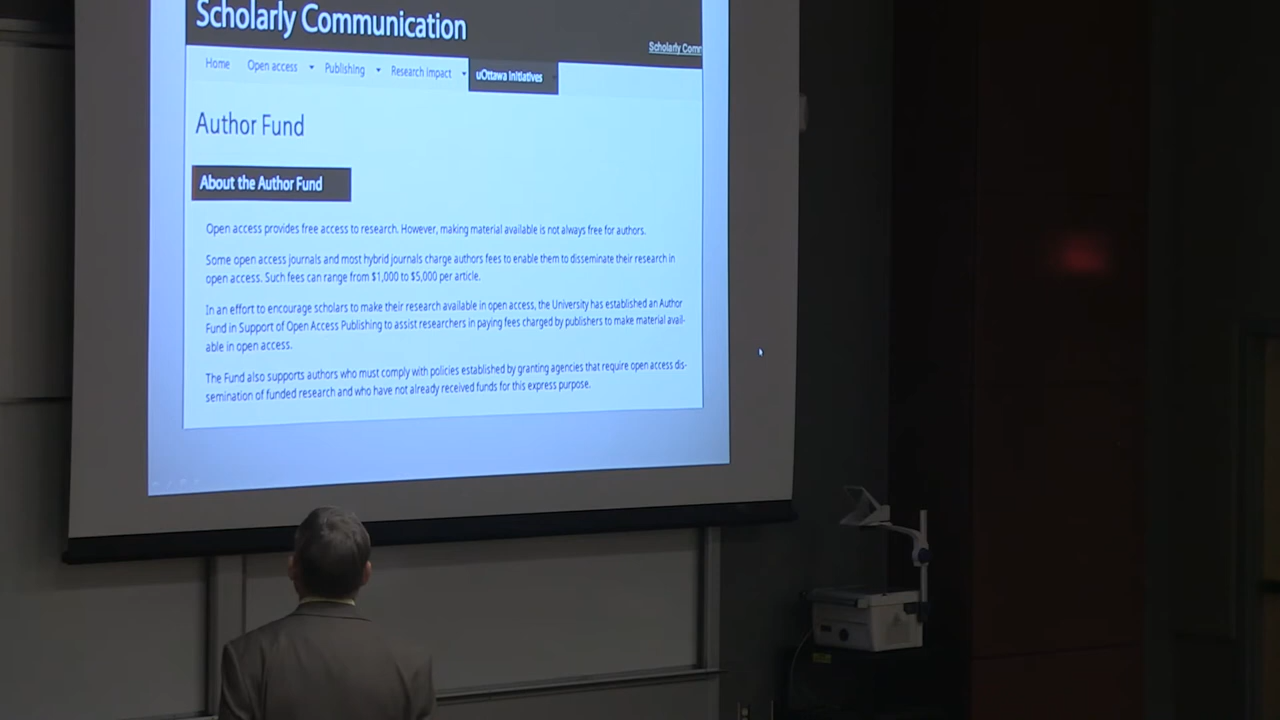 Scholarly Communication
Scholarly Comm
Home Open access Publishing Research impact uOttawa Initiatives
Author Fund
About the Author Fund
Open access provides free access to research. However, making material available is not always free for authors.
Some open access journals and most hybrid journals charge authors fees to enable them to disseminate their research in
open access. Such fees can range from $1,000 to $5,000 per article.
In an effort to encourage scholars to make their research available in open access, the University has established an Author
Fund in Support of Open Access Publishing to assist researchers in paying fees charged by publishers to make material avail-
able in open access.
The Fund also supports authors who must comply with policies established by granting agencies that require open access dis-
semination of funded research and who have not already received funds for this express purpose.